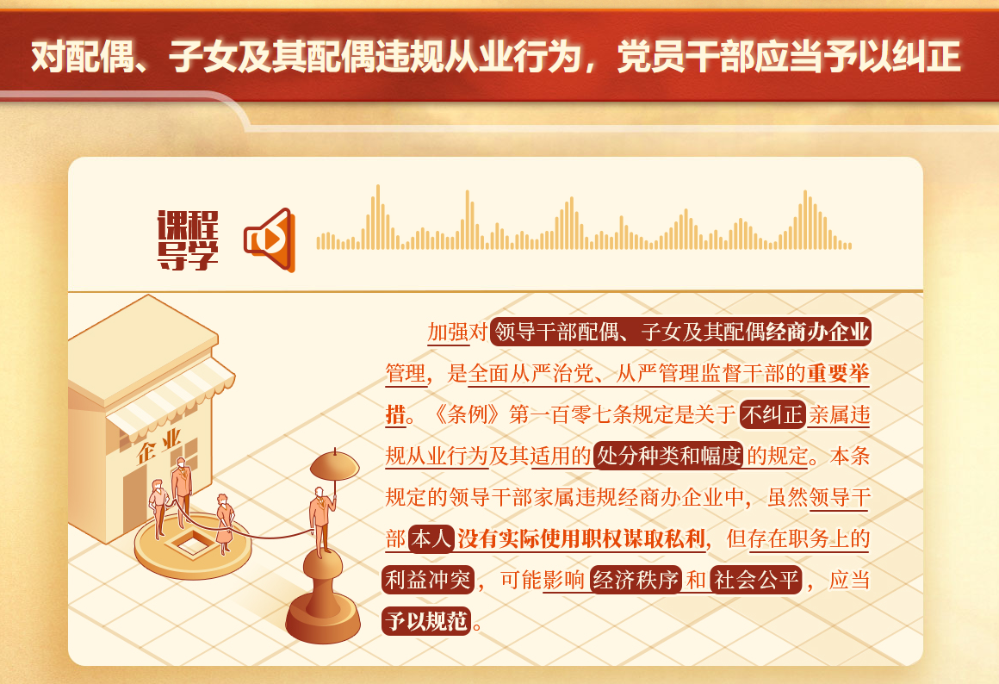 对配偶、子女及其配偶违规从业行为，党员干部应当予以纠正
课程
导学
加强对领导干部配偶、子女及其配偶经商办企业
管理，是全面从严治党、从严管理监督干部的重要举
措。《条例》第一百零七条规定是关于不纠正亲属违
规从业行为及其适用的处分种类和幅度的规定。本条
规定的领导干部家属违规经商办企业中，虽然领导干
部本人没有实际使用职权谋取私利，但存在职务上的
利益冲突，可能影响经济秩序和社会公平，应当
予以规范。
企业